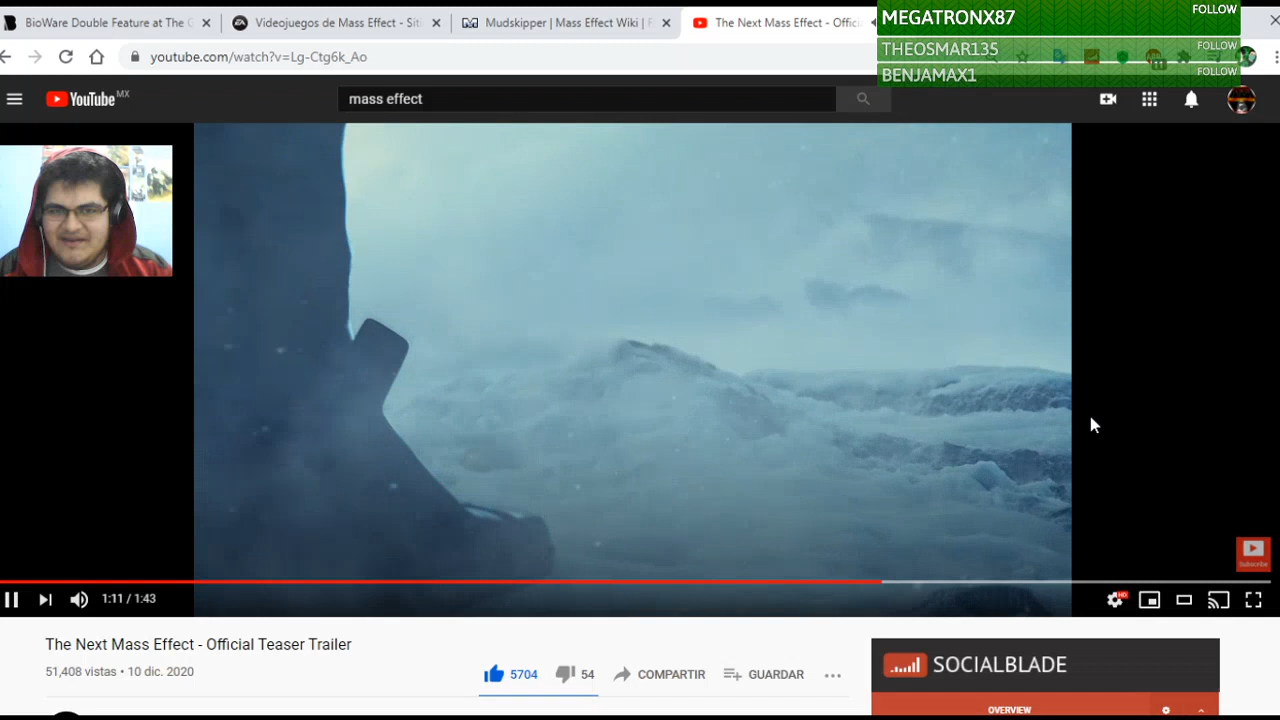 BioWare Double Feature at The G
Videojuegos de Mass Effect - Siti
Mudskipper | Mass Effect Wiki | F
The Next Mass Effect - Offici
MEGATRONX87
FOLLOW
THEOSMAR135
FOLLOW
BENJAMAX1
FOLLOW
youtube.com/watch?v=Lg-Ctg6k_Ao
11
YouTube MX
mass effect
Subscribe
1:11 / 1:43
HD
The Next Mass Effect - Official Teaser Trailer
51,408 vistas • 10 dic. 2020
5704
54
COMPARTIR
GUARDAR
SOCIALBLADE
OVERVIEW